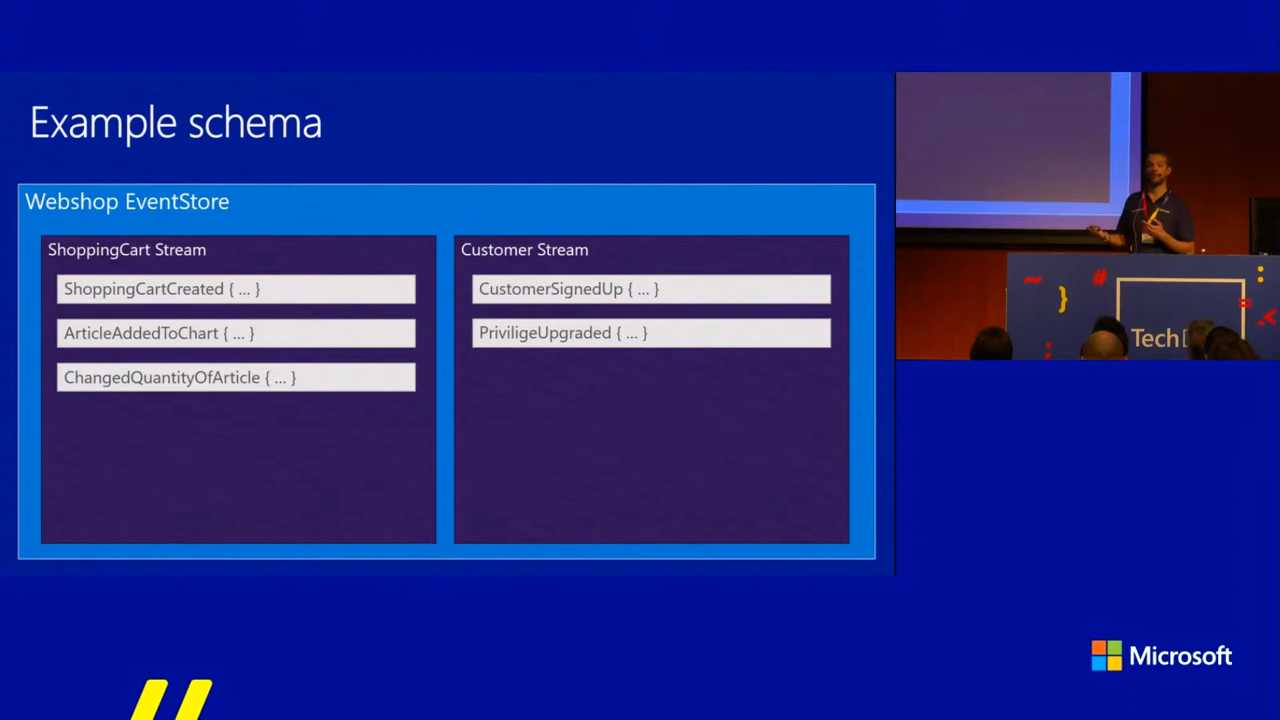 Example schema
Webshop EventStore
ShoppingCart Stream
ShoppingCartCreated { ... }
ArticleAddedToChart { ... }
ChangedQuantityOfArticle { ... }
Customer Stream
CustomerSignedUp { ... }
PriviligeUpgraded { ... }
~ # :
} =
Tech
;
Microsoft